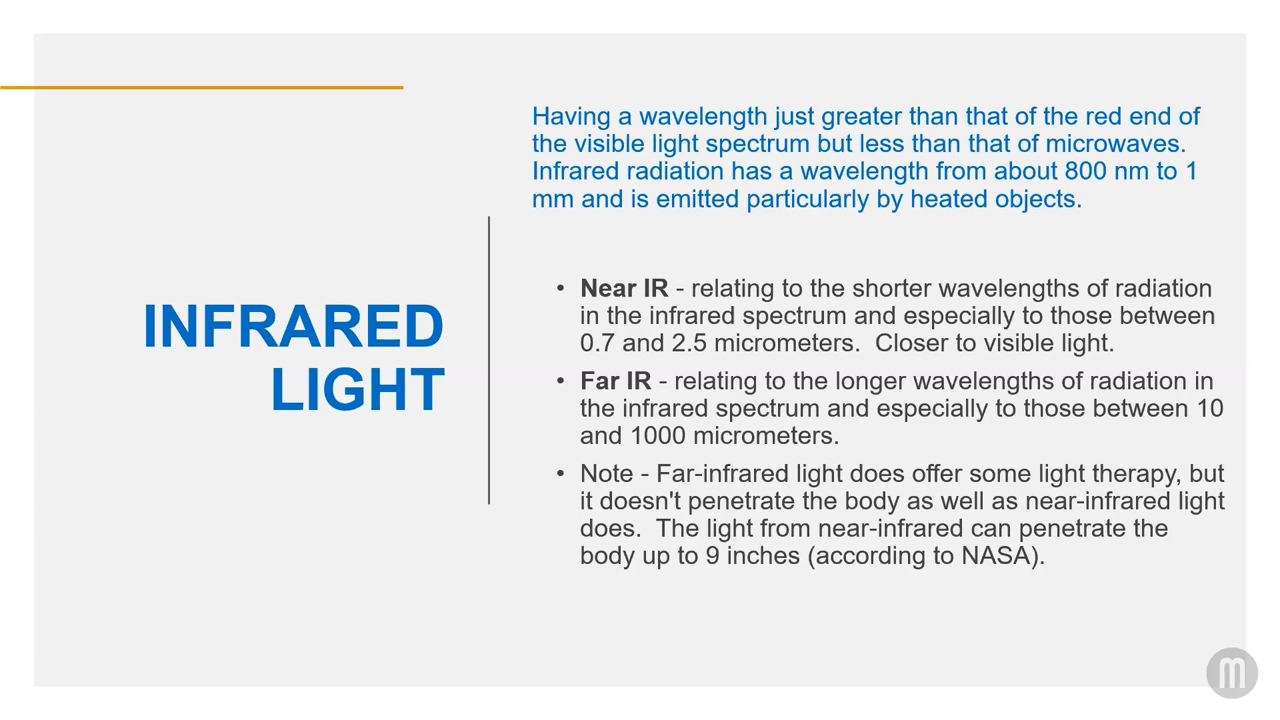 INFRARED
LIGHT
Having a wavelength just greater than that of the red end of
the visible light spectrum but less than that of microwaves.
Infrared radiation has a wavelength from about 800 nm to 1
mm and is emitted particularly by heated objects.
• Near IR - relating to the shorter wavelengths of radiation
in the infrared spectrum and especially to those between
0.7 and 2.5 micrometers.  Closer to visible light.
• Far IR - relating to the longer wavelengths of radiation in
the infrared spectrum and especially to those between 10
and 1000 micrometers.
• Note - Far-infrared light does offer some light therapy, but
it doesn't penetrate the body as well as near-infrared light
does.  The light from near-infrared can penetrate the
body up to 9 inches (according to NASA).
m